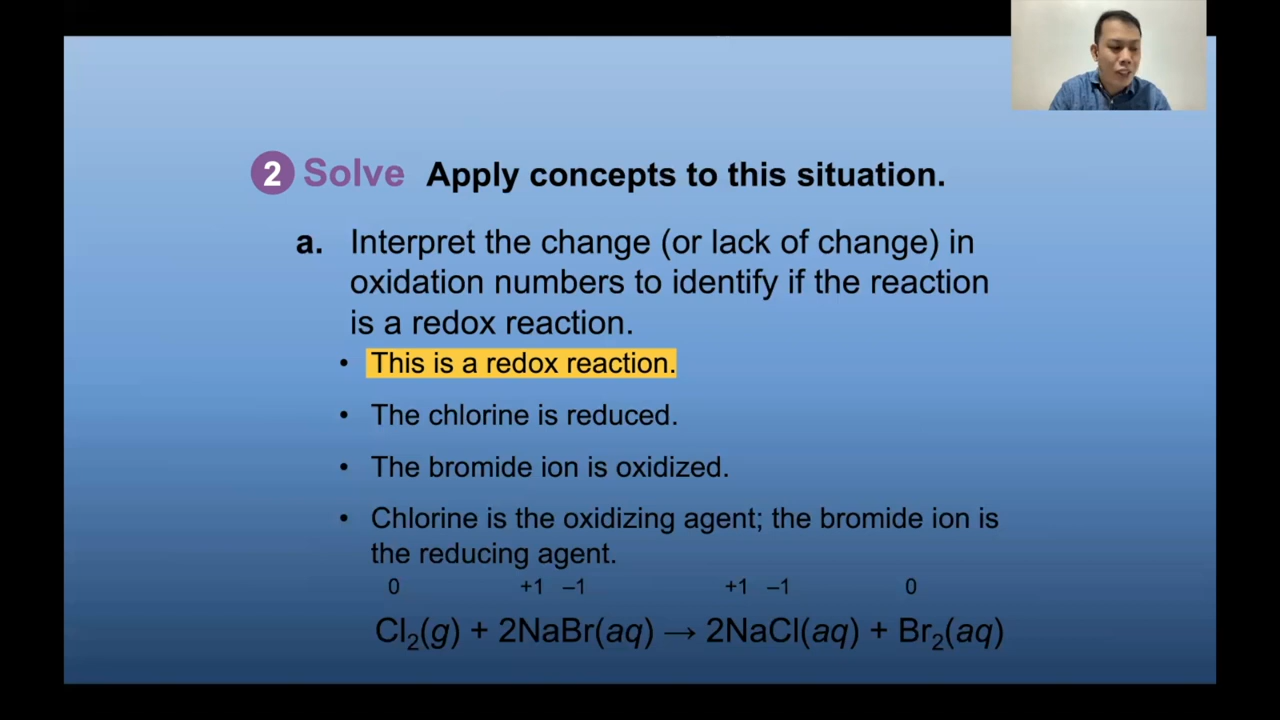 2 Solve Apply concepts to this situation.
a. Interpret the change (or lack of change) in
oxidation numbers to identify if the reaction
is a redox reaction.
• This is a redox reaction.
• The chlorine is reduced.
• The bromide ion is oxidized.
• Chlorine is the oxidizing agent; the bromide ion is
the reducing agent.
0 +1 –1 +1 –1 0
Cl₂(g) + 2NaBr(aq) → 2NaCl(aq) + Br₂(aq)